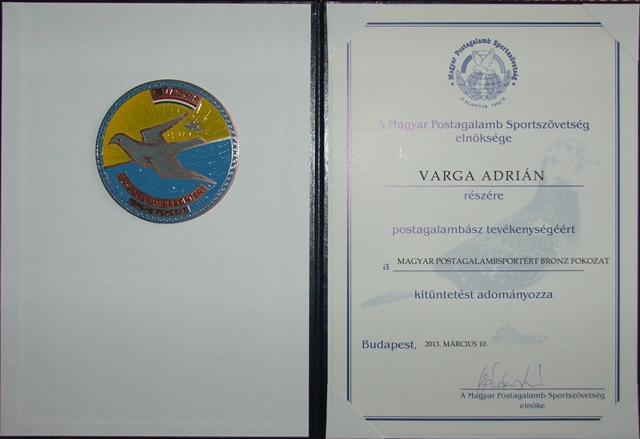 Magyar Postagalamb Sportszövetség
A Magyar Postagalamb Sportszövetség
elnöksége
VARGA ADRIÁN
részére
postagalambász tevékenységéért
a MAGYAR POSTAGALAMBSPORTÉRT BRONZ FOKOZAT
kitüntetést adományozza
Budapest, 2013. MÁRCIUS 10.
A Magyar Postagalamb Sportszövetség
elnöke